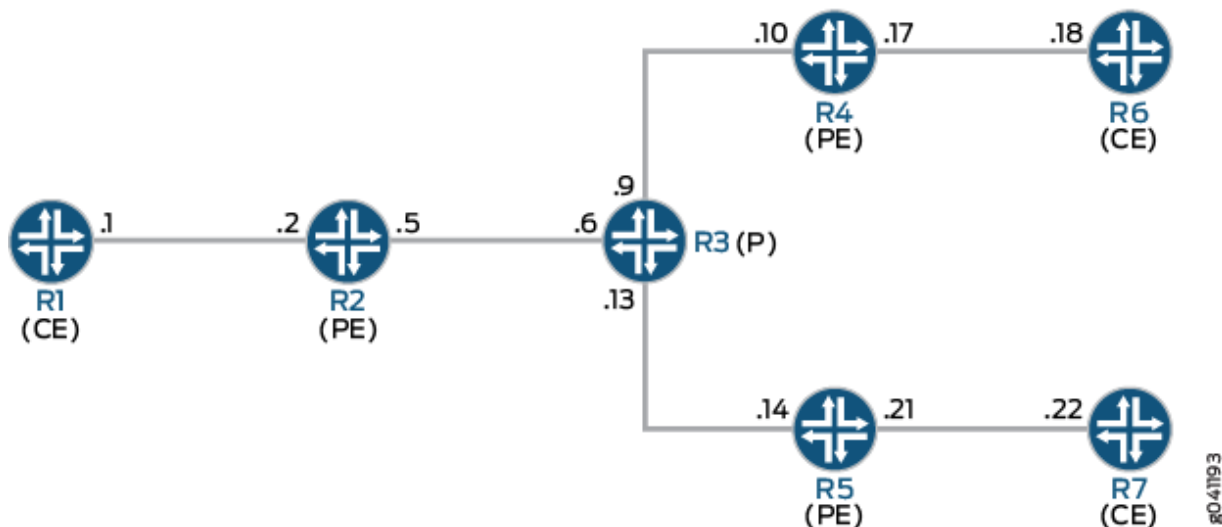 .10
.17
.18
R4
(PE)
R6
(CE)
.9
.1
.2
.5
.6
R3 (P)
R1
(CE)
R2
(PE)
.13
.14
.21
.22
R5
(PE)
R7
(CE)
g041193